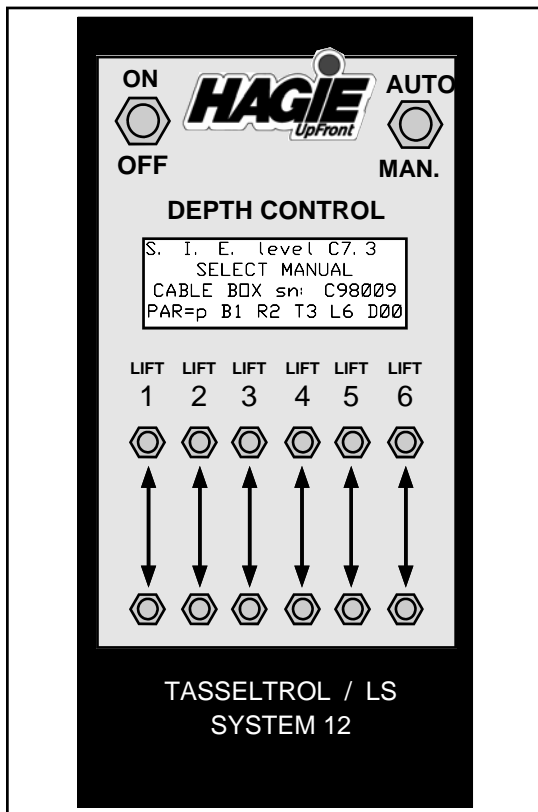 ON
HAGIE
UpFront
AUTO
OFF
MAN.
DEPTH CONTROL
S. I. E. level C7.3
SELECT MANUAL
CABLE BOX sn: C98009
PAR=p B1 R2 T3 L6 D00
LIFT LIFT LIFT LIFT LIFT LIFT
1 2 3 4 5 6
TASSELTROL / LS
SYSTEM 12